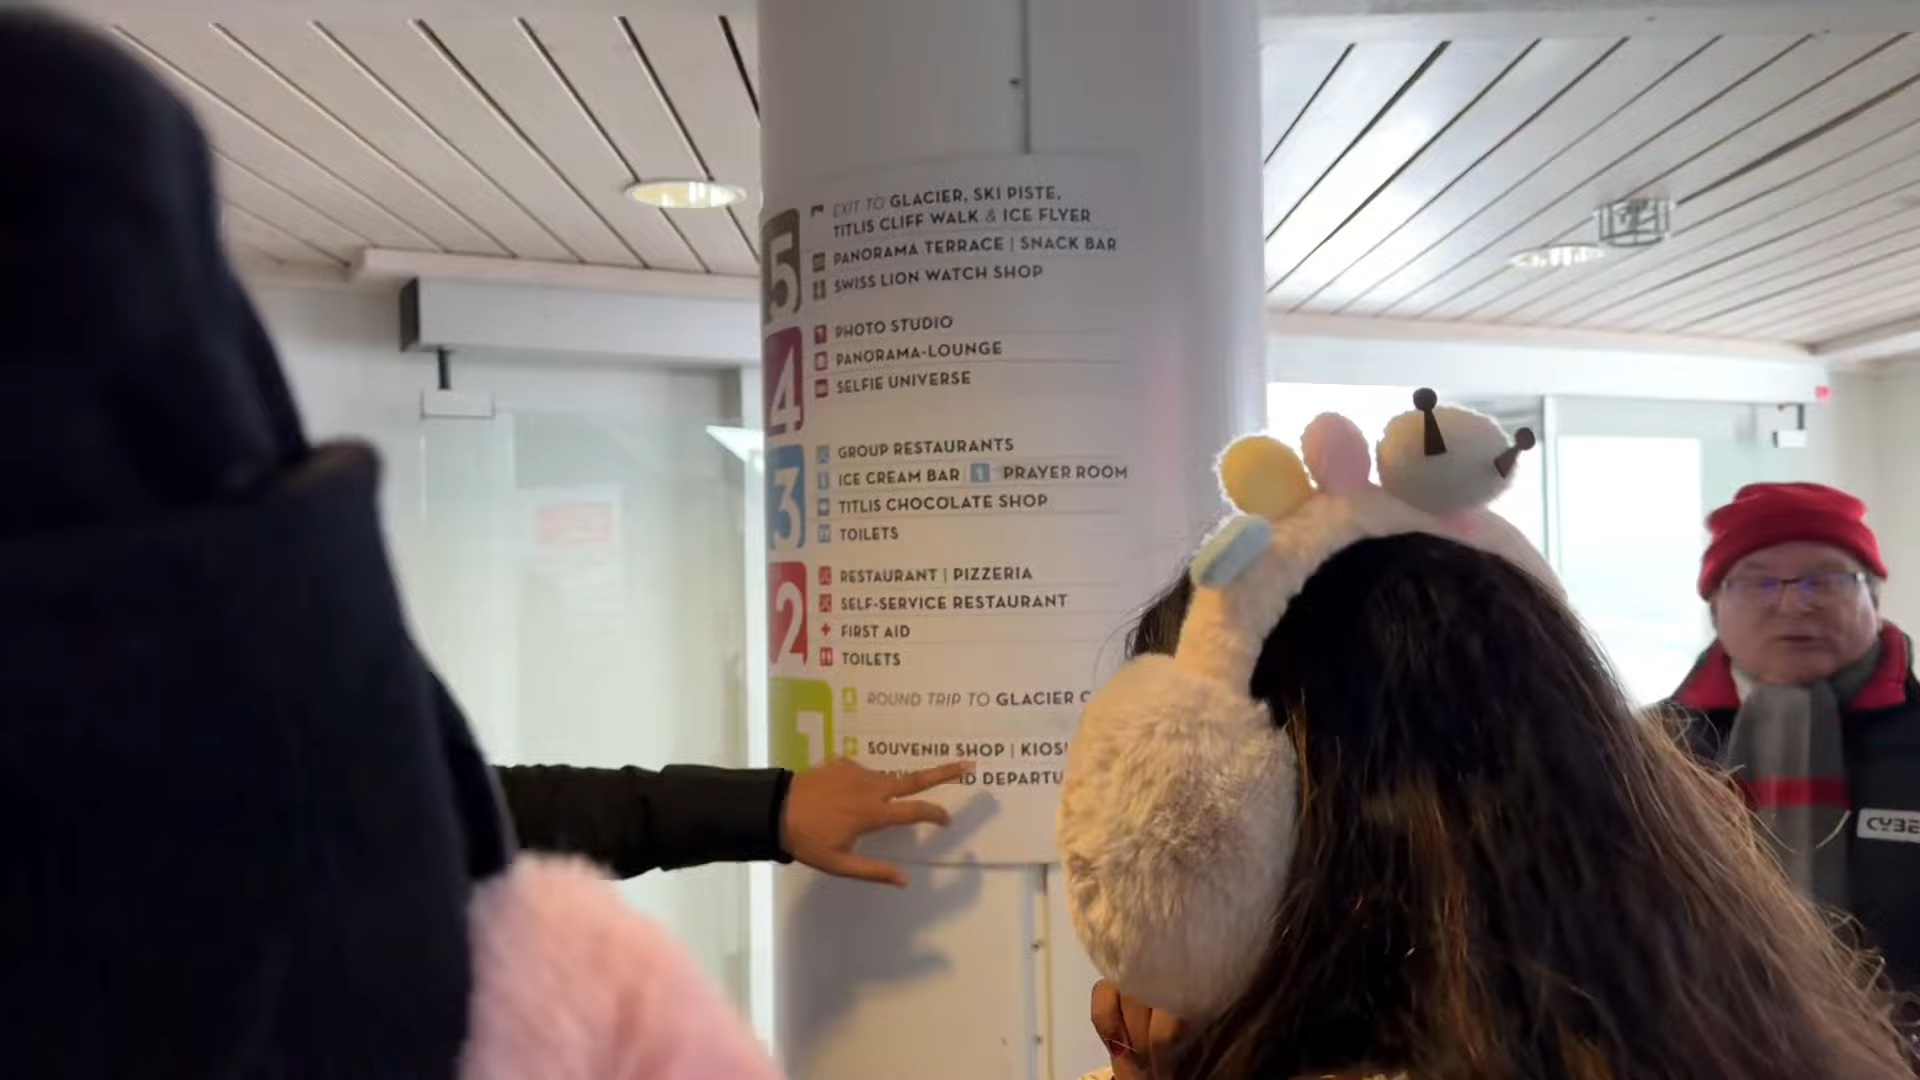 5
EXIT TO GLACIER, SKI PISTE,
TITLIS CLIFF WALK & ICE FLYER
PANORAMA TERRACE | SNACK BAR
SWISS LION WATCH SHOP
4
PHOTO STUDIO
PANORAMA-LOUNGE
SELFIE UNIVERSE
3
GROUP RESTAURANTS
ICE CREAM BAR | PRAYER ROOM
TITLIS CHOCOLATE SHOP
TOILETS
2
RESTAURANT | PIZZERIA
SELF-SERVICE RESTAURANT
FIRST AID
TOILETS
1
ROUND TRIP TO GLACIER
SOUVENIR SHOP |